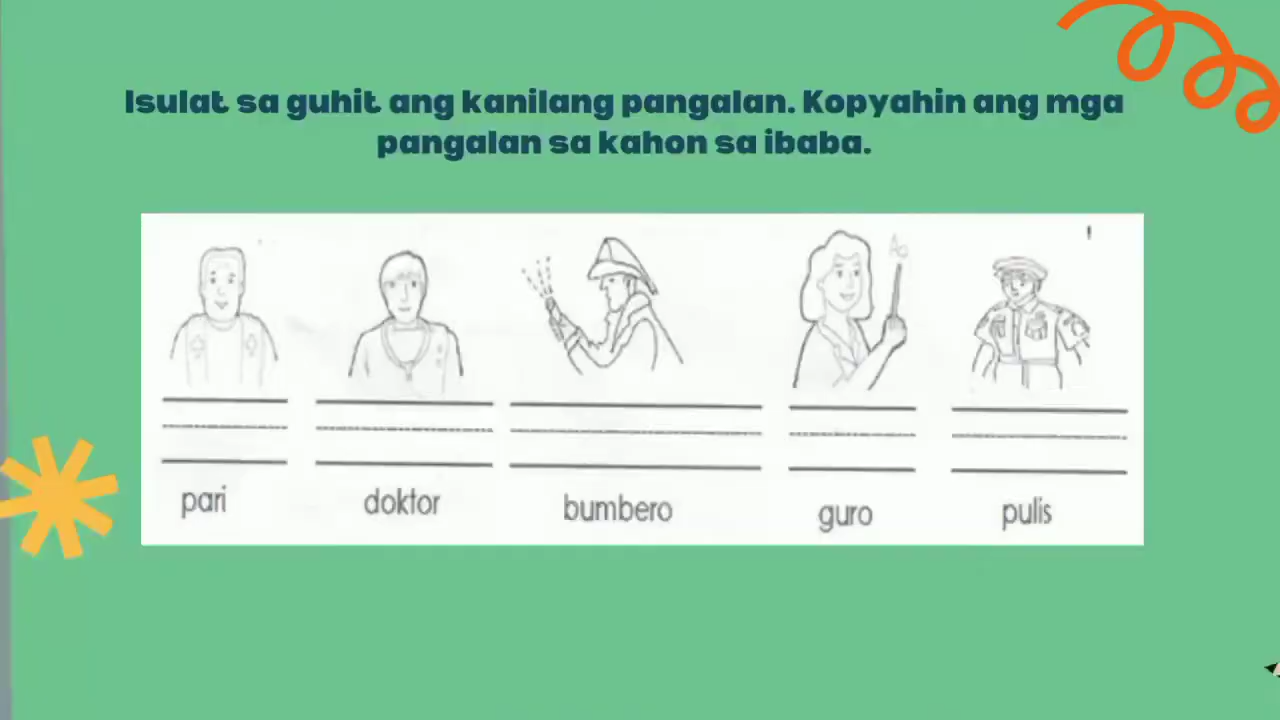 Isulat sa guhit ang kanilang pangalan. Kopyahin ang mga
pangalan sa kahon sa ibaba.
pari doktor bumbero guro pulis